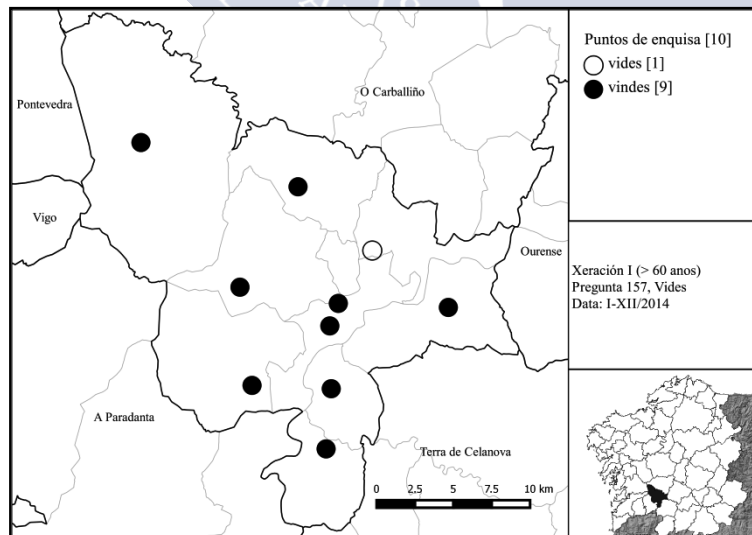 Puntos de enquisa [10]
vides [1]
vindes [9]
O Carballiño
Pontevedra
Vigo
Ourense
Xeración I (> 60 anos)
Pregunta 157, Vides
Data: I-XII/2014
A Paradanta
Terra de Celanova
0 2,5 5 7,5 10 km